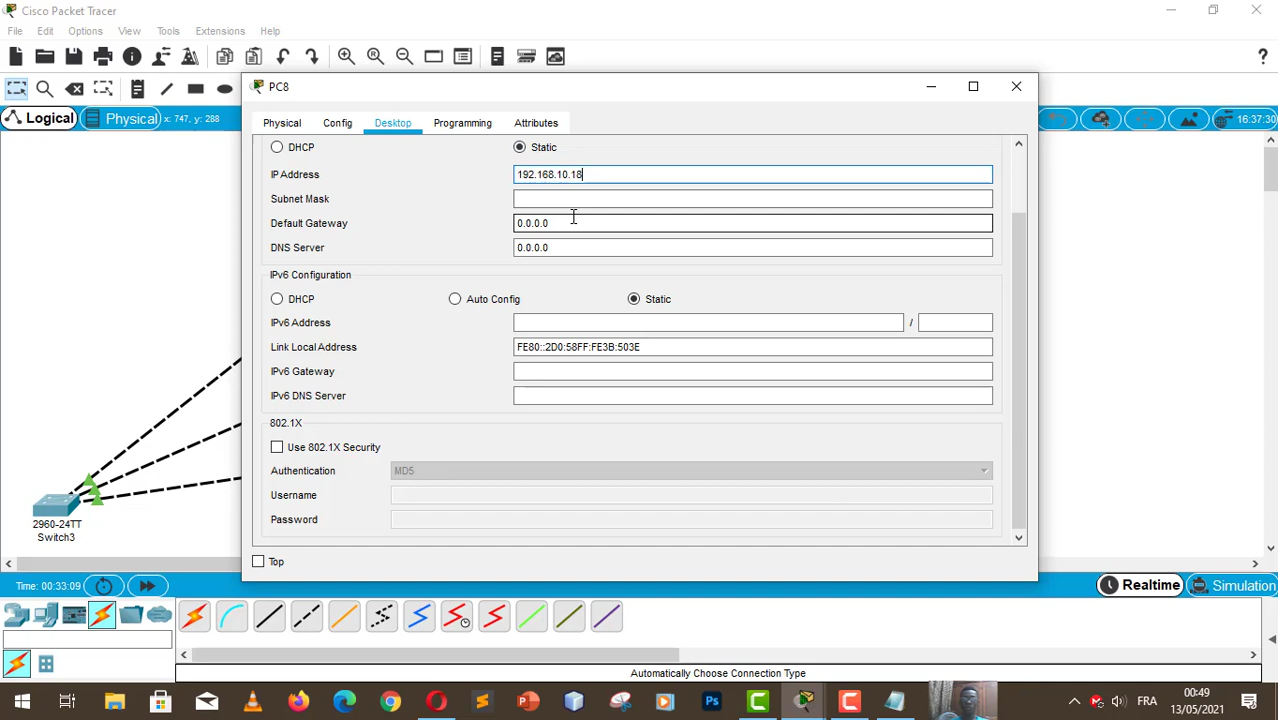 Cisco Packet Tracer
File Edit Options View Tools Extensions Help
Logical Physical x: 747, y: 288 16:37:30
PC8
Physical Config Desktop Programming Attributes
DHCP Static
IP Address 192.168.10.18
Subnet Mask
Default Gateway 0.0.0.0
DNS Server 0.0.0.0
IPv6 Configuration
DHCP Auto Config Static
IPv6 Address /
Link Local Address FE80::2D0:58FF:FE3B:503E
IPv6 Gateway
IPv6 DNS Server
802.1X
Use 802.1X Security
Authentication MD5
Username
Password
2960-24TT
Switch3
Top
Time: 00:33:09 Realtime Simulation
Automatically Choose Connection Type
FRA 00:49
13/05/2021